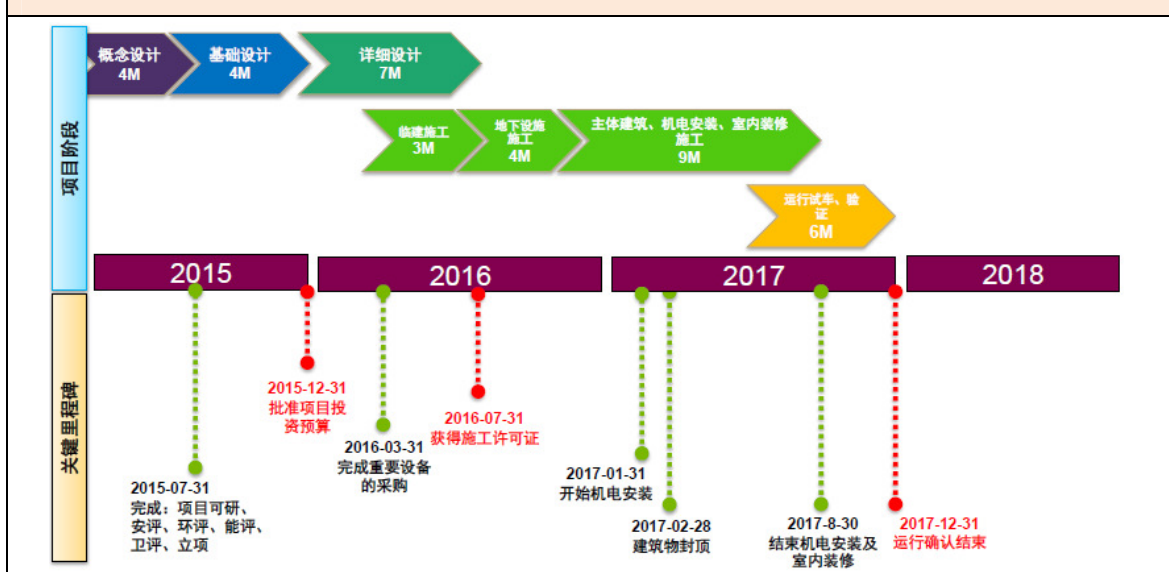 项目阶段
概念设计
4M
基础设计
4M
详细设计
7M
临建施工
3M
地下设施
施工
4M
主体建筑、机电安装、室内装修
施工
9M
运行试车、验
证
6M
2015
2016
2017
2018
关键里程碑
2015-07-31
完成：项目可研、
安评、环评、能评、
卫评、立项
2015-12-31
批准项目投
资预算
2016-03-31
完成重要设备
的采购
2016-07-31
获得施工许可证
2017-01-31
开始机电安装
2017-02-28
建筑物封顶
2017-8-30
结束机电安装及
室内装修
2017-12-31
运行确认结束